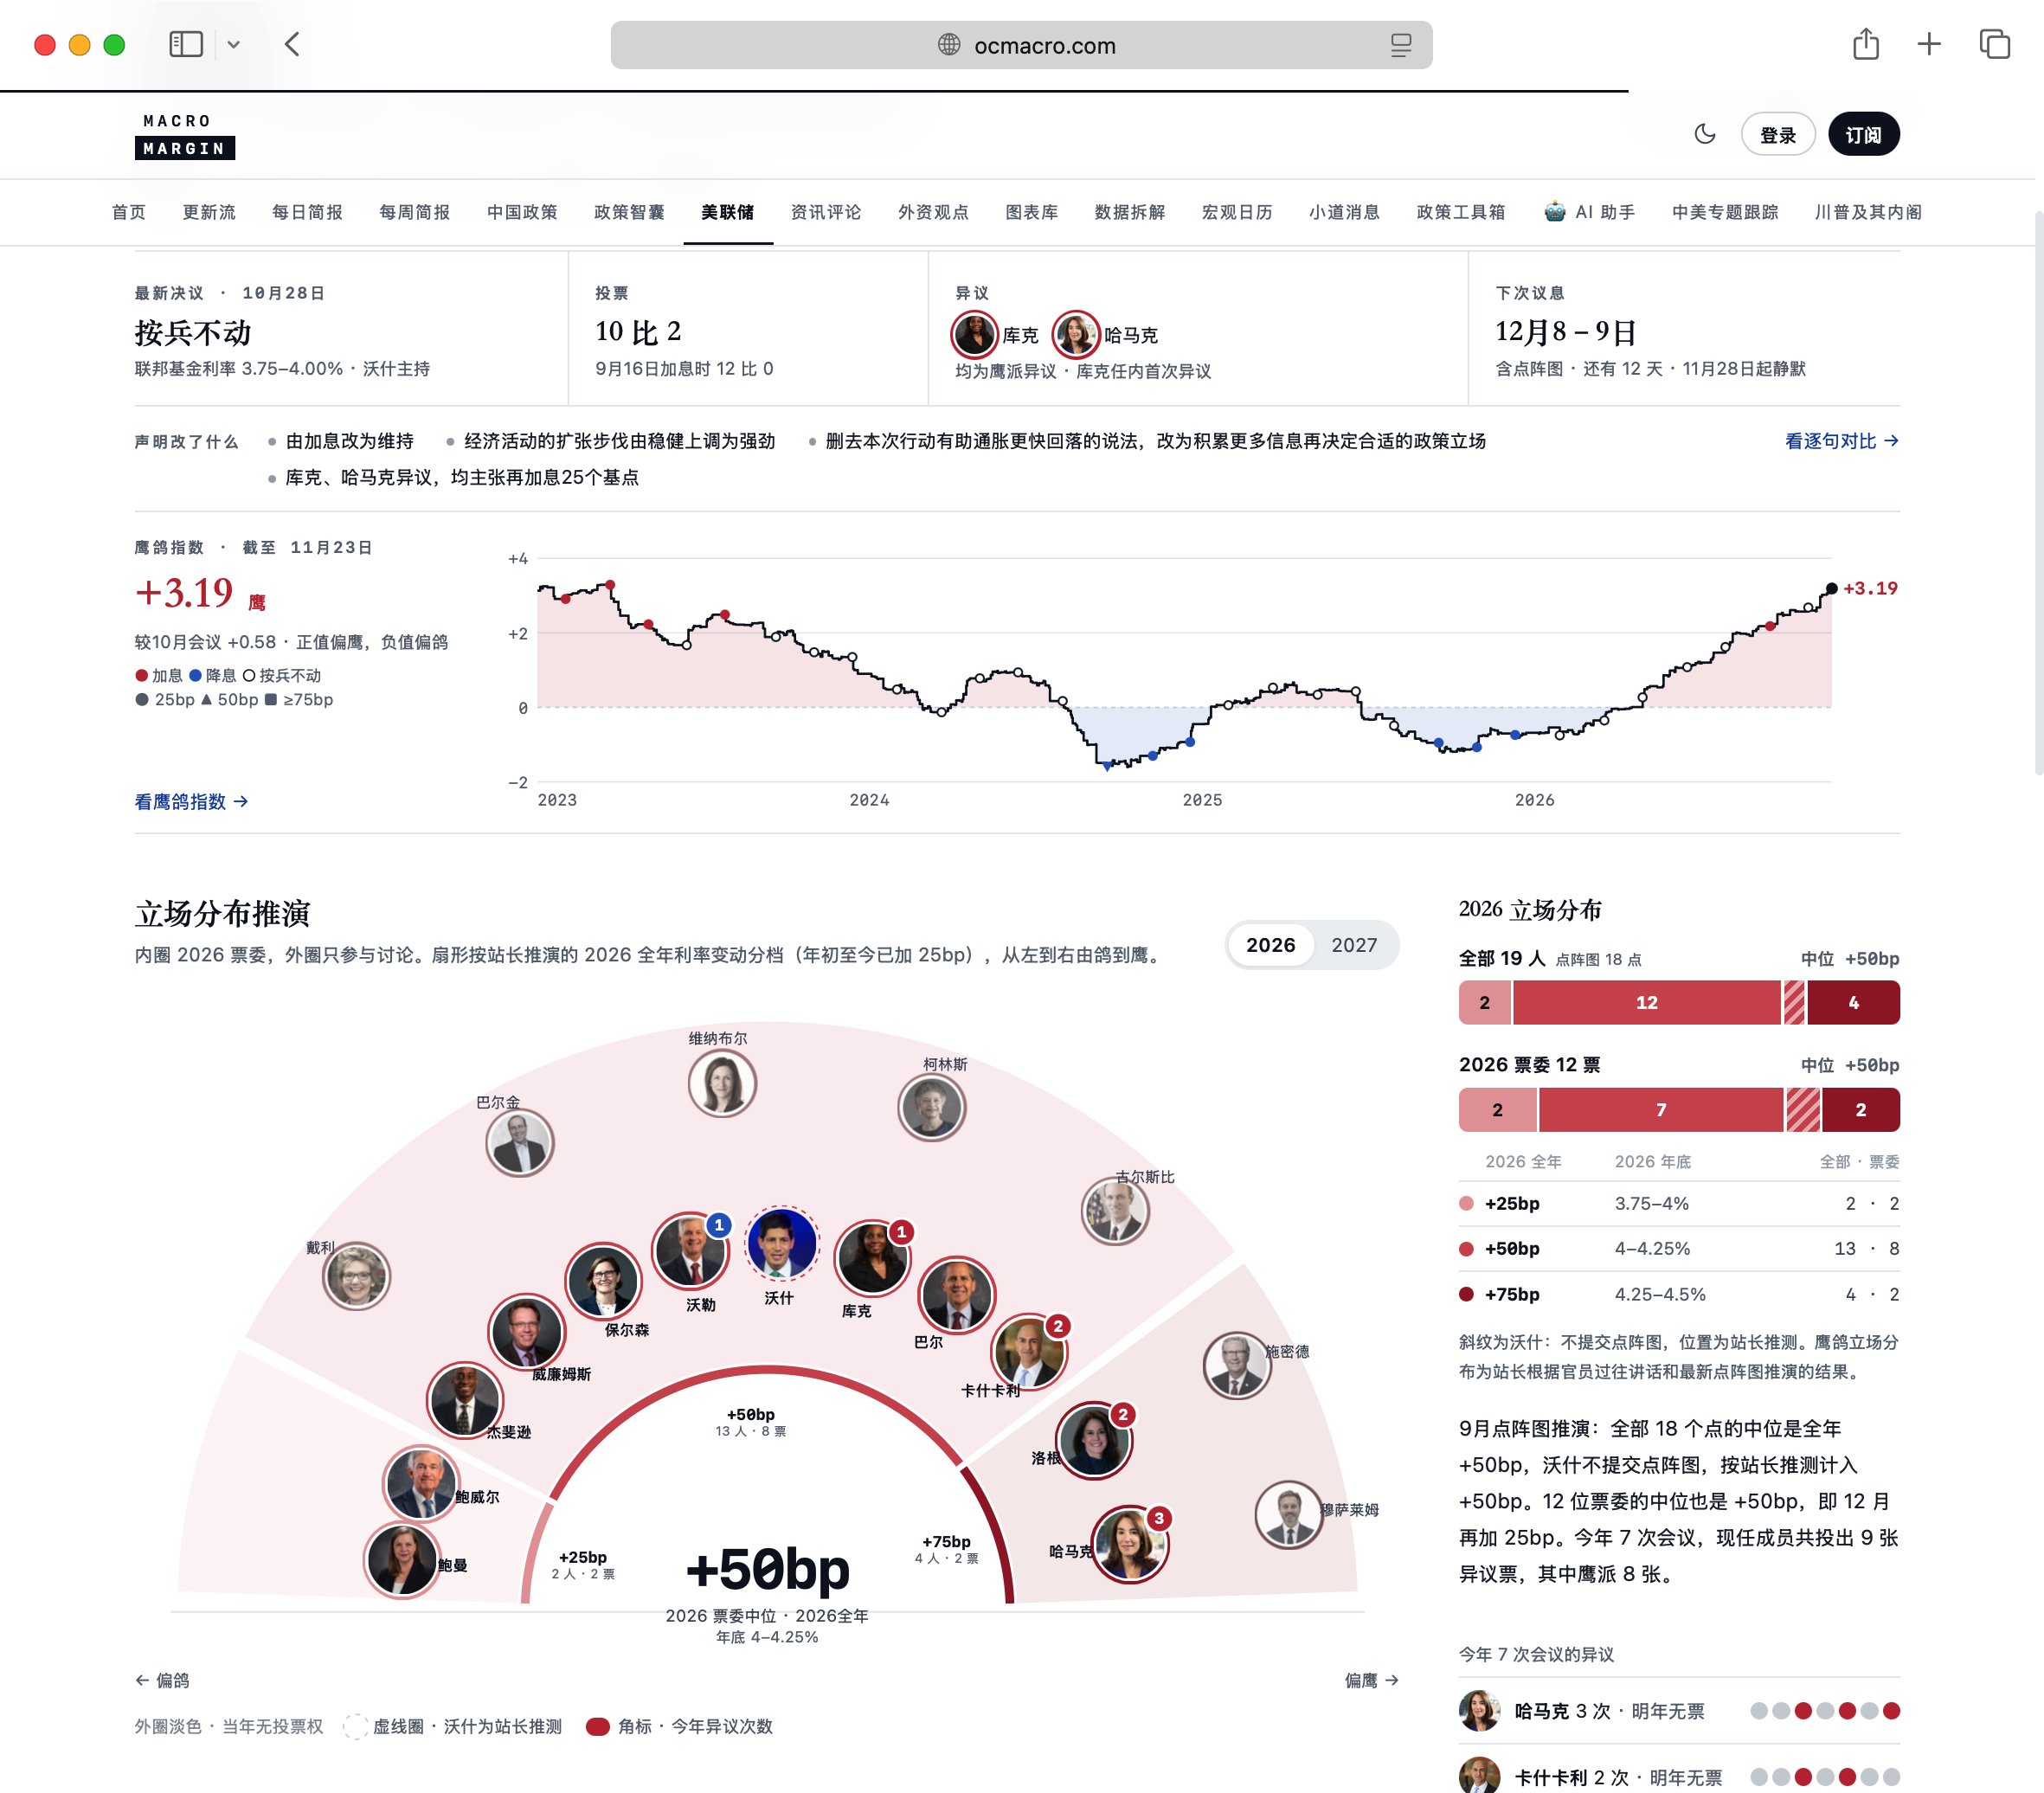 ocmacro.com
MACRO
MARGIN
登录
订阅
首页 更新流 每日简报 每周简报 中国政策 政策智囊 美联储 资讯评论 外资观点 图表库 数据拆解 宏观日历 小道消息 政策工具箱 AI 助手 中美专题跟踪 川普及其内阁
最新决议 · 10月28日
按兵不动
联邦基金利率 3.75–4.00% · 沃什主持
投票
10 比 2
9月16日加息时 12 比 0
异议
库克 哈马克
均为鹰派异议 · 库克任内首次异议
下次议息
12月8 – 9日
含点阵图 · 还有 12 天 · 11月28日起静默
声明改了什么
由加息改为维持
经济活动的扩张步伐由稳健上调为强劲
删去本次行动有助通胀更快回落的说法，改为积累更多信息再决定合适的政策立场
库克、哈马克异议，均主张再加息25个基点
看逐句对比 →
鹰鸽指数 · 截至 11月23日
+3.19 鹰
较10月会议 +0.58 · 正值偏鹰，负值偏鸽
加息 降息 按兵不动
25bp 50bp ≥75bp
看鹰鸽指数 →
+4
+2
0
−2
2023 2024 2025 2026
+3.19
立场分布推演
内圈 2026 票委，外圈只参与讨论。扇形按站长推演的 2026 全年利率变动分档（年初至今已加 25bp），从左到右由鸽到鹰。
2026 2027
维纳布尔
柯林斯
巴尔金
古尔斯比
戴利
1
1
沃勒
沃什
库克
保尔森
巴尔
2
威廉姆斯
卡什卡利
施密德
杰斐逊
2
洛根
鲍威尔
穆萨莱姆
3
哈马克
鲍曼
+50bp
13 人 · 8 票
+25bp
2 人 · 2 票
+75bp
4 人 · 2 票
+50bp
2026 票委中位 · 2026全年
年底 4–4.25%
← 偏鸽
偏鹰 →
外圈淡色 · 当年无投票权 虚线圈 · 沃什为站长推测 角标 · 今年异议次数
2026 立场分布
全部 19 人 点阵图 18 点 中位 +50bp
2 12 4
2026 票委 12 票 中位 +50bp
2 7 2
2026 全年 2026 年底 全部 · 票委
+25bp 3.75–4% 2 · 2
+50bp 4–4.25% 13 · 8
+75bp 4.25–4.5% 4 · 2
斜纹为沃什：不提交点阵图，位置为站长推测。鹰鸽立场分
布为站长根据官员过往讲话和最新点阵图推演的结果。
9月点阵图推演：全部 18 个点的中位是全年
+50bp，沃什不提交点阵图，按站长推测计入
+50bp。12 位票委的中位也是 +50bp，即 12 月
再加 25bp。今年 7 次会议，现任成员共投出 9 张
异议票，其中鹰派 8 张。
今年 7 次会议的异议
哈马克 3 次 · 明年无票
卡什卡利 2 次 · 明年无票